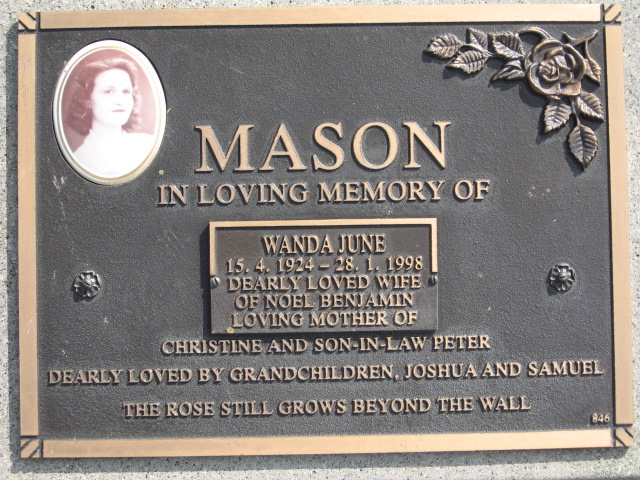 MASON
IN LOVING MEMORY OF
WANDA JUNE
15. 4. 1924 – 28. 1. 1998
DEARLY LOVED WIFE
OF NOEL BENJAMIN
LOVING MOTHER OF
CHRISTINE AND SON-IN-LAW PETER
DEARLY LOVED BY GRANDCHILDREN, JOSHUA AND SAMUEL
THE ROSE STILL GROWS BEYOND THE WALL
846